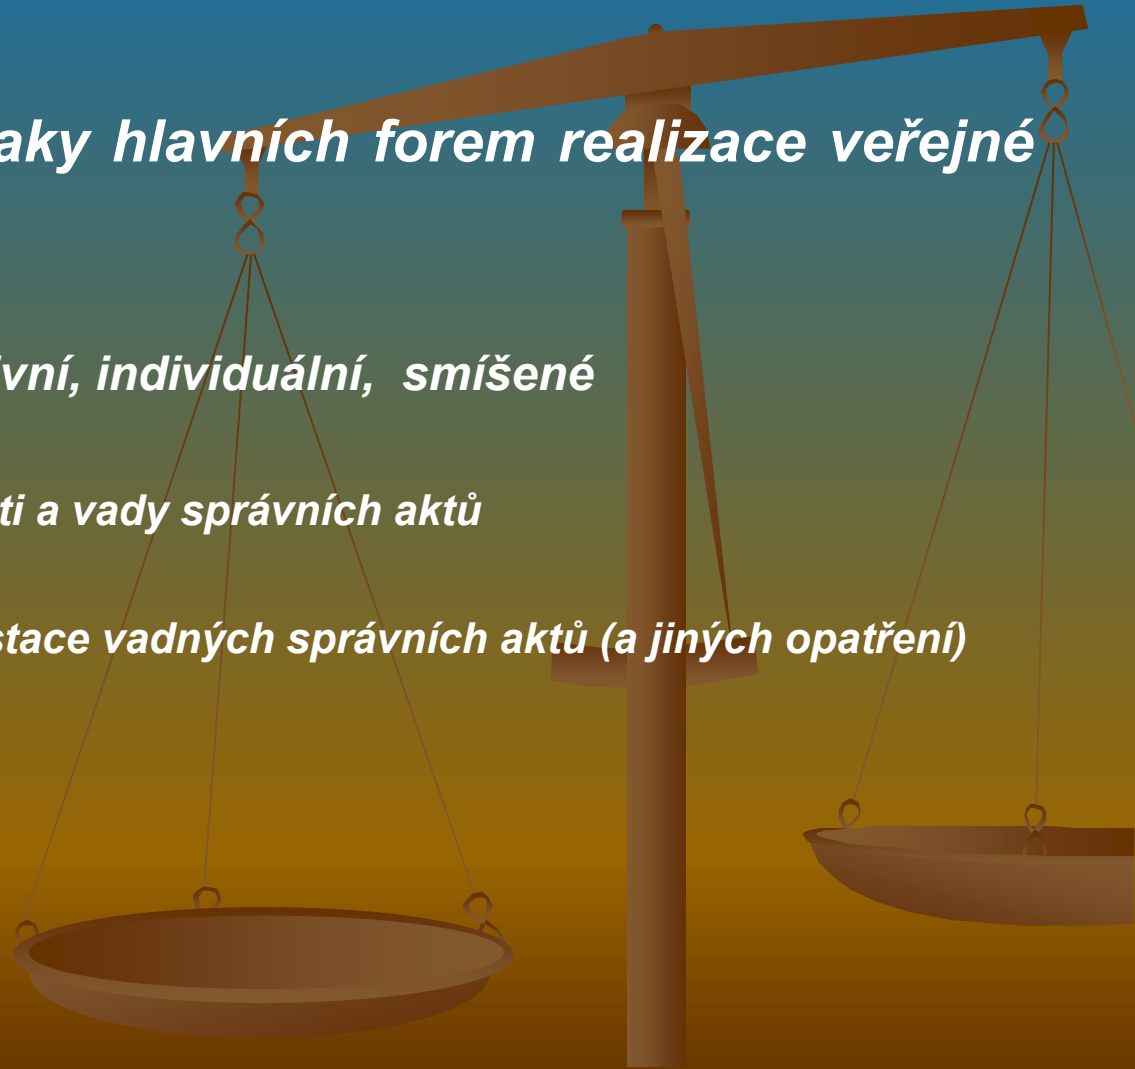 aky hlavních forem realizace veřejné
vní, individuální, smíšené
ti a vady správních aktů
stace vadných správních aktů (a jiných opatření)